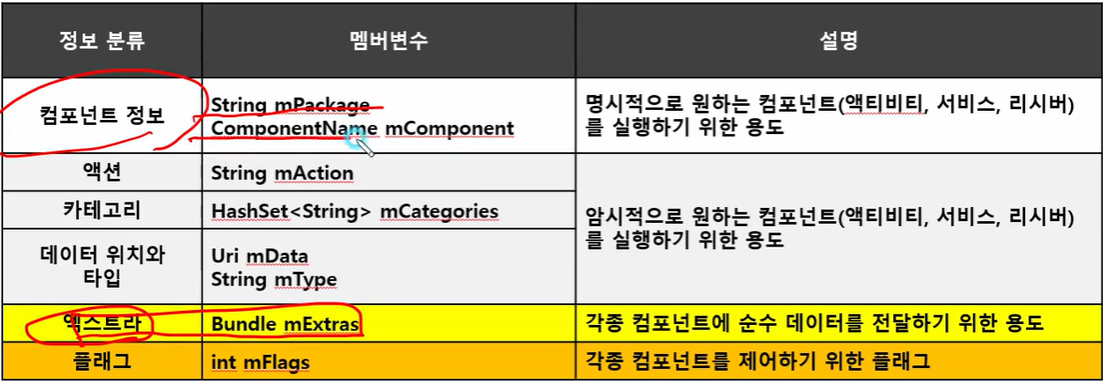 정보 분류
멤버변수
설명
컴포넌트 정보
String mPackage
ComponentName mComponent
명시적으로 원하는 컴포넌트(액티비티, 서비스, 리시버)
를 실행하기 위한 용도
액션
String mAction
카테고리
HashSet<String> mCategories
데이터 위치와
타입
Uri mData
String mType
암시적으로 원하는 컴포넌트(액티비티, 서비스, 리시버)
를 실행하기 위한 용도
엑스트라
Bundle mExtras
각종 컴포넌트에 순수 데이터를 전달하기 위한 용도
플래그
int mFlags
각종 컴포넌트를 제어하기 위한 플래그